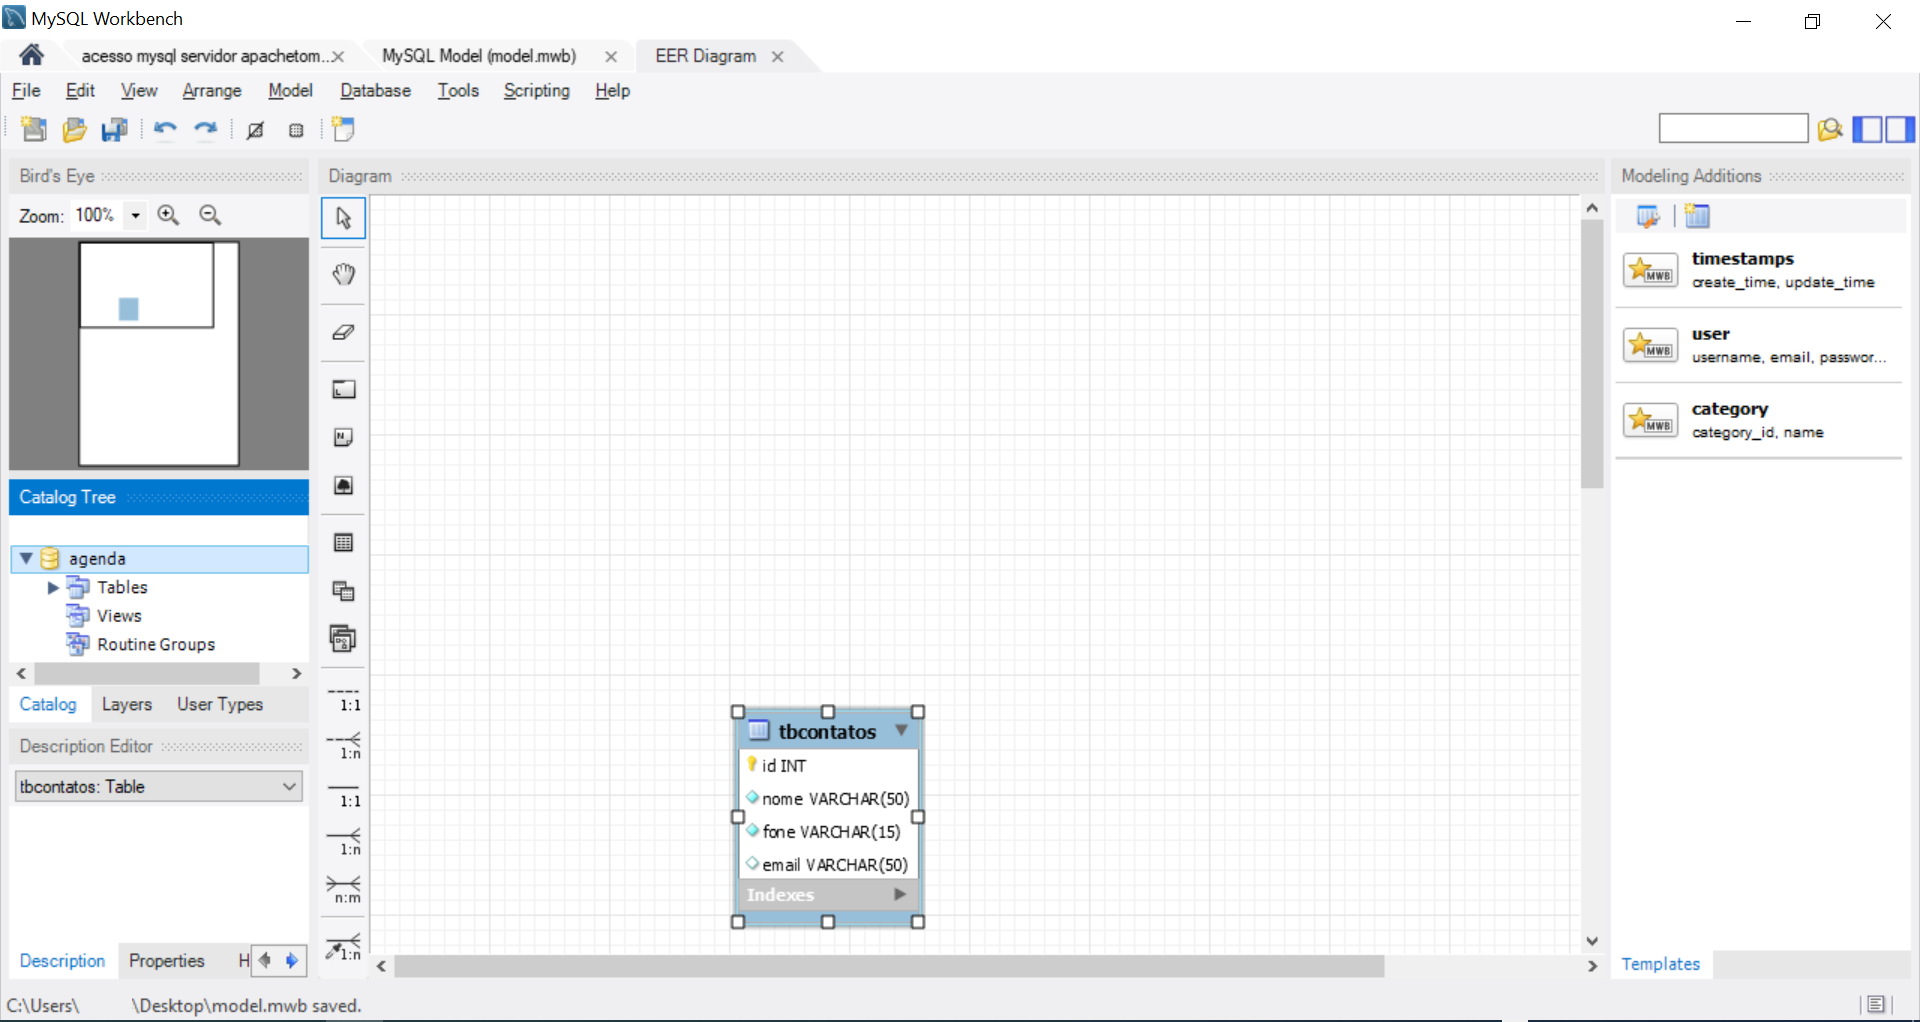 MySQL Workbench
acesso mysql servidor apachetom...
MySQL Model (model.mwb)
EER Diagram
File Edit View Arrange Model Database Tools Scripting Help
Bird's Eye
Diagram
Modeling Additions
Zoom: 100%
timestamps
create_time, update_time
user
username, email, passwor...
category
category_id, name
Catalog Tree
agenda
Tables
Views
Routine Groups
Catalog Layers User Types
Description Editor
tbcontatos: Table
Description Properties H
N
MWB
MWB
MWB
1:1
1:n
1:1
1:n
n:m
1:n
tbcontatos
id INT
nome VARCHAR(50)
fone VARCHAR(15)
email VARCHAR(50)
Indexes
Templates
C:\Users\ \Desktop\model.mwb saved.